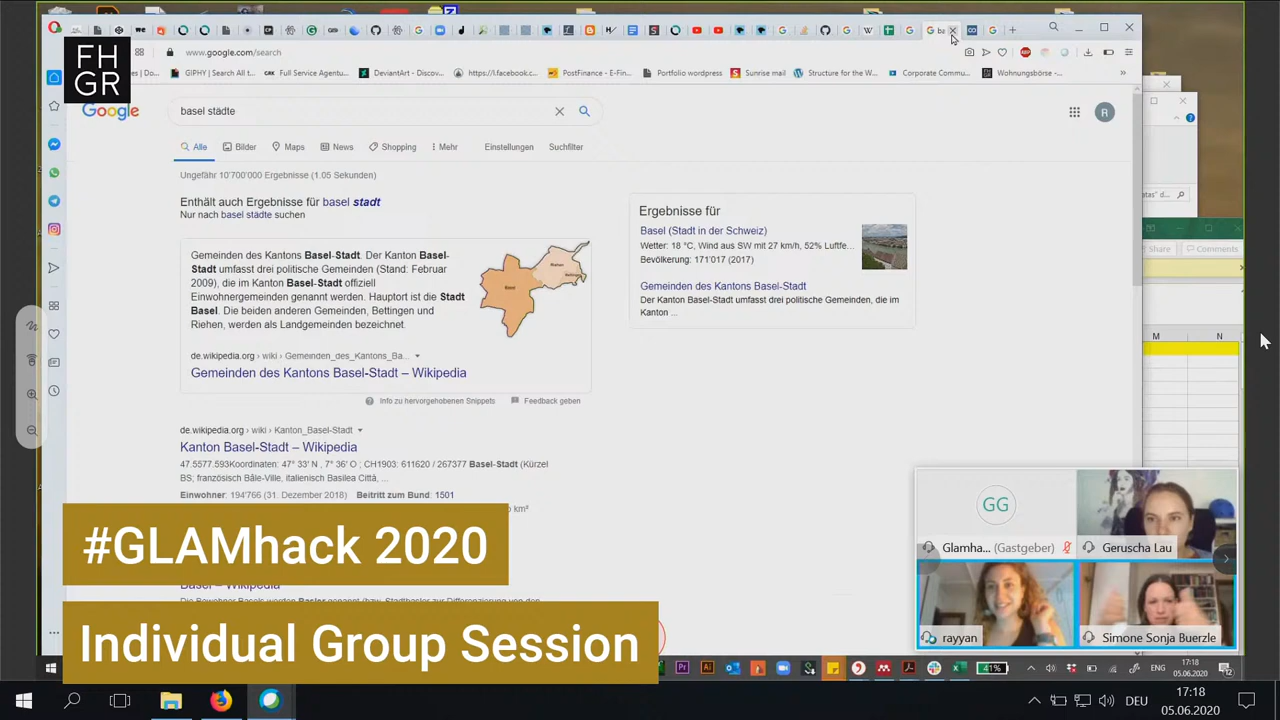 FH
GR
www.google.com/search
s | Do...
GIPHY | Search All t...
Full Service Agentu...
DeviantArt - Discov...
PostFinance - E-Fin...
Portfolio wordpress
Sunrise mail
Structure for the W...
Corporate Commu...
Wohnungsbörse -...
Google
basel städte
R
Alle
Bilder
Maps
News
Shopping
Mehr
Einstellungen
Suchfilter
Ungefähr 10'700'000 Ergebnisse (1.05 Sekunden)
Enthält auch Ergebnisse für basel stadt
Nur nach basel städte suchen
Gemeinden des Kantons Basel-Stadt. Der Kanton Basel-
Stadt umfasst drei politische Gemeinden (Stand: Februar
2009), die im Kanton Basel-Stadt offiziell
Einwohnergemeinden genannt werden. Hauptort ist die Stadt
Basel. Die beiden anderen Gemeinden, Bettingen und
Riehen, werden als Landgemeinden bezeichnet.
de.wikipedia.org › wiki › Gemeinden_des_Kantons_Ba...
Gemeinden des Kantons Basel-Stadt – Wikipedia
Info zu hervorgehobenen Snippets
Feedback geben
Ergebnisse für
Basel (Stadt in der Schweiz)
Wetter: 18 °C, Wind aus SW mit 27 km/h, 52% Luftfe...
Bevölkerung: 171'017 (2017)
Gemeinden des Kantons Basel-Stadt
Der Kanton Basel-Stadt umfasst drei politische Gemeinden, die im
Kanton ...
de.wikipedia.org › wiki › Kanton_Basel-Stadt
Kanton Basel-Stadt – Wikipedia
47.5577.593Koordinaten: 47° 33′ N , 7° 36′ O ; CH1903: 611620 / 267377 Basel-Stadt (Kürzel
BS; französisch Bâle-Ville, italienisch Basilea Città, ...
Einwohner: 194'766 (31. Dezember 2018) Beitritt zum Bund: 1501
km²
Share
Comments
M
N
#GLAMhack 2020
Individual Group Session
GG
Glamha... (Gastgeber)
Geruscha Lau
rayyan
Simone Sonja Buerzle
41%
ENG
17:18
05.06.2020
DEU
17:18
05.06.2020